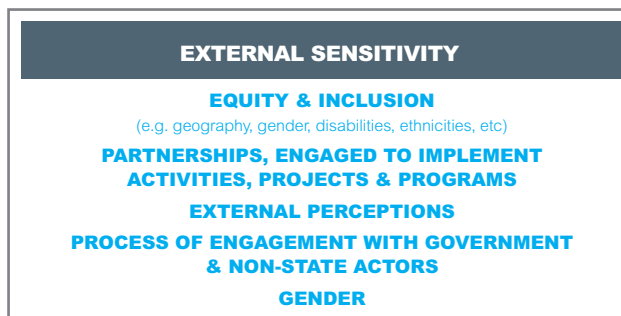 EXTERNAL SENSITIVITY
EQUITY & INCLUSION
(e.g. geography, gender, disabilities, ethnicities, etc)
PARTNERSHIPS, ENGAGED TO IMPLEMENT
ACTIVITIES, PROJECTS & PROGRAMS
EXTERNAL PERCEPTIONS
PROCESS OF ENGAGEMENT WITH GOVERNMENT
& NON-STATE ACTORS
GENDER